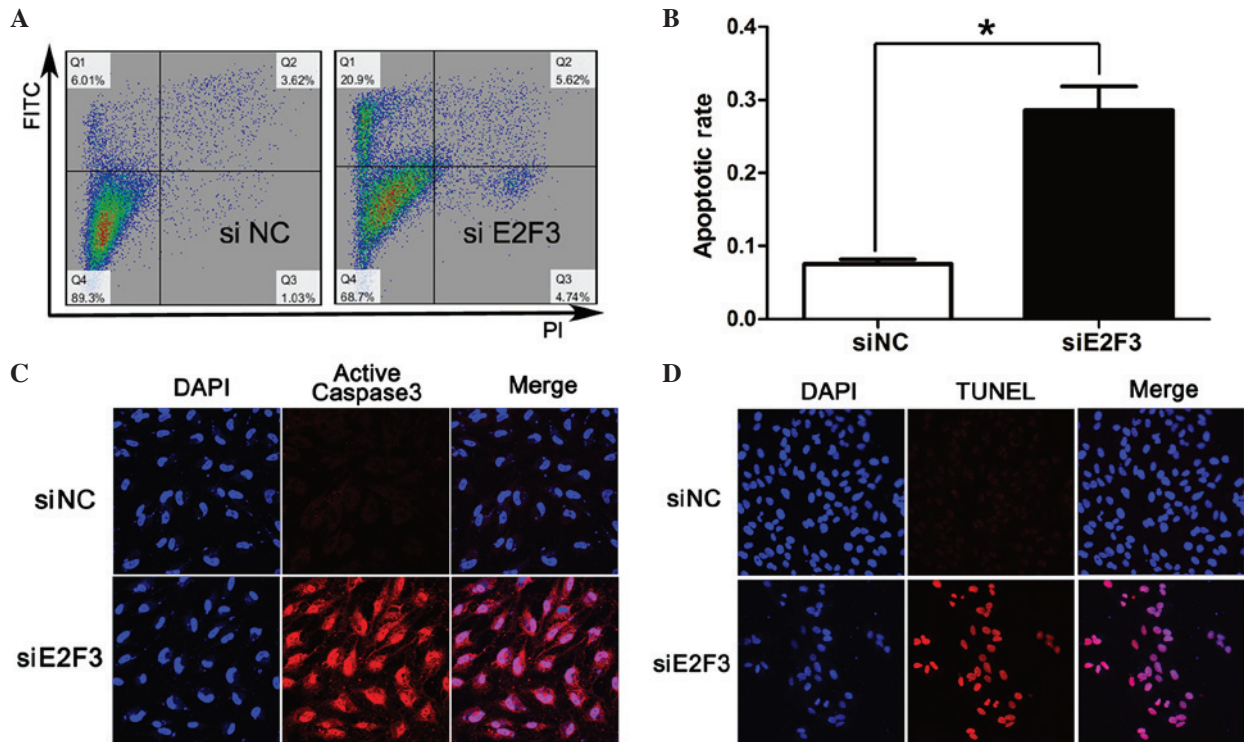 A
FITC
Q1
6.01%
Q2
3.62%
si NC
Q4
89.3%
Q3
1.03%
Q1
20.9%
Q2
5.62%
si E2F3
Q4
68.7%
Q3
4.74%
PI
B
Apoptotic rate
0.4
0.3
0.2
0.1
0.0
*
siNC
siE2F3
C
DAPI
Active
Caspase3
Merge
siNC
siE2F3
D
DAPI
TUNEL
Merge
siNC
siE2F3